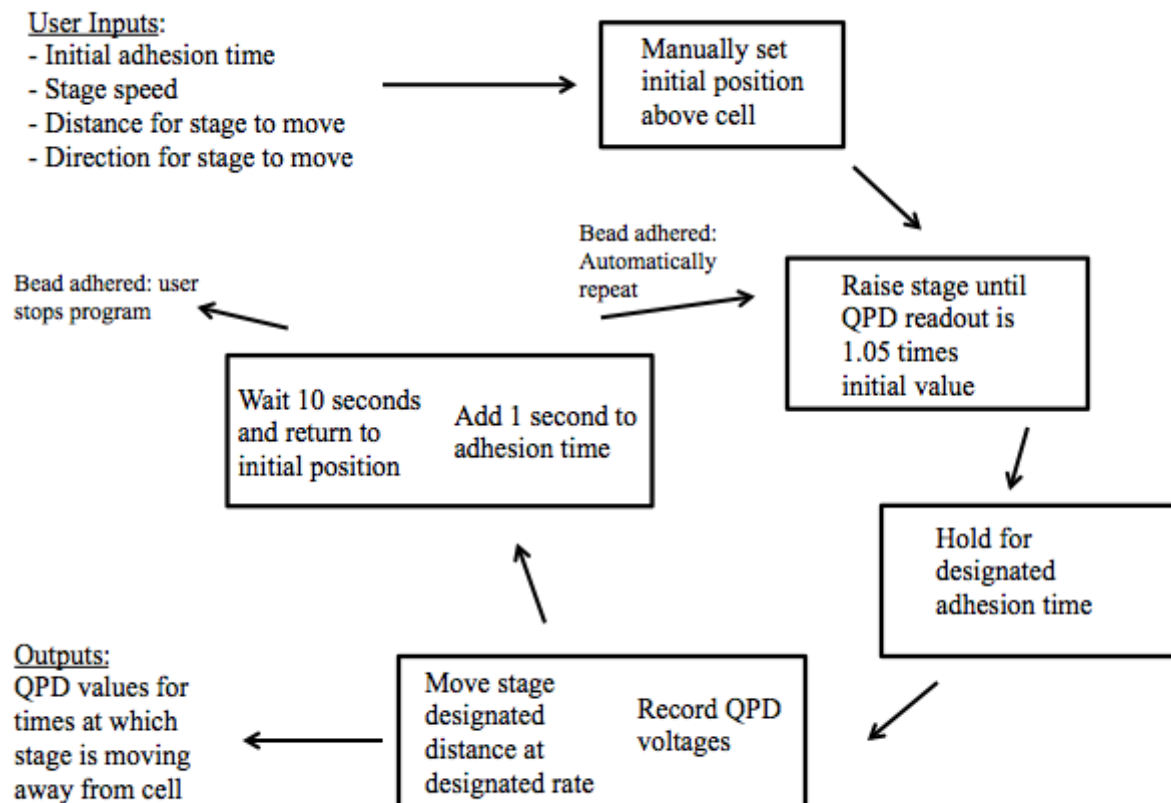 User Inputs:
- Initial adhesion time
- Stage speed
- Distance for stage to move
- Direction for stage to move
Manually set
initial position
above cell
Bead adhered:
Automatically
repeat
Bead adhered: user
stops program
Raise stage until
QPD readout is
1.05 times
initial value
Wait 10 seconds
and return to
initial position
Add 1 second to
adhesion time
Hold for
designated
adhesion time
Outputs:
QPD values for
times at which
stage is moving
away from cell
Move stage
designated
distance at
designated rate
Record QPD
voltages